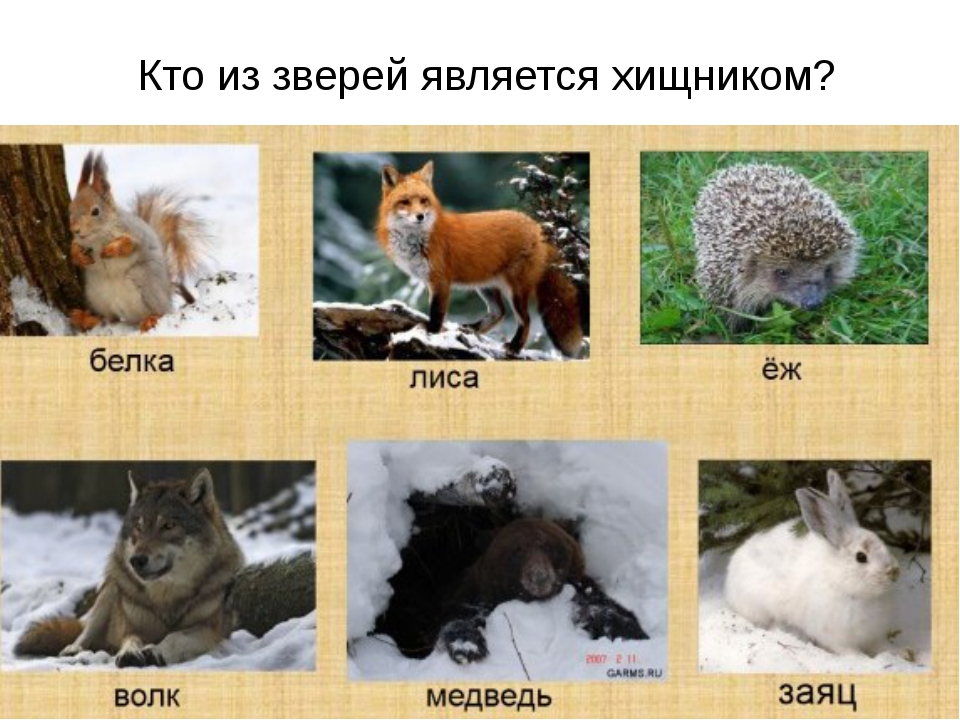 Кто из зверей является хищником?
белка
лиса
ёж
2007 2 11
GARMS.RU
волк
медведь
заяц